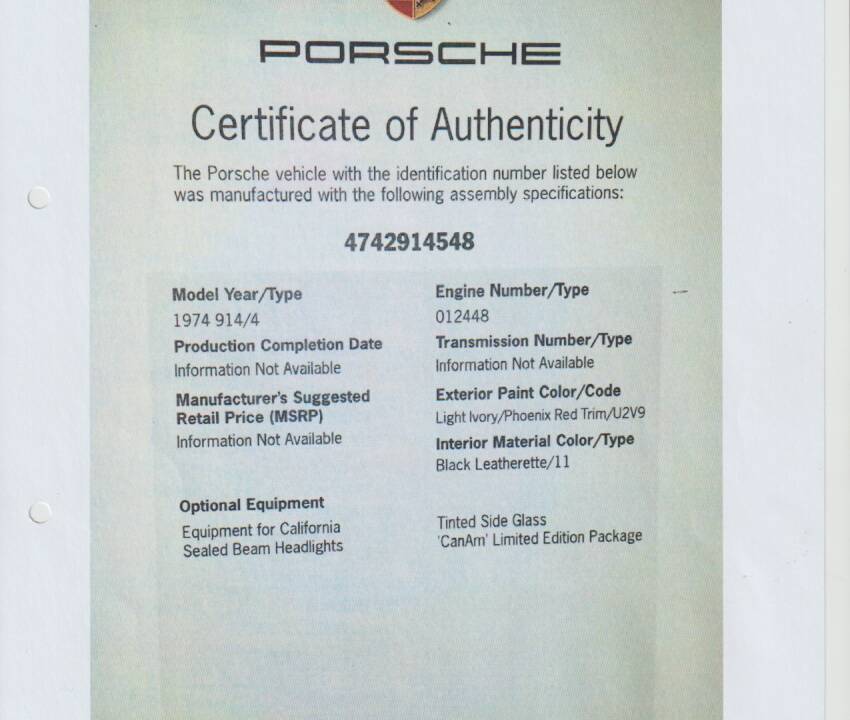 PORSCHE
Certificate of Authenticity
The Porsche vehicle with the identification number listed below
was manufactured with the following assembly specifications:
4742914548
Model Year/Type
1974 914/4
Production Completion Date
Information Not Available
Manufacturer's Suggested
Retail Price (MSRP)
Information Not Available
Engine Number/Type
012448
Transmission Number/Type
Information Not Available
Exterior Paint Color/Code
Light Ivory/Phoenix Red Trim/U2V9
Interior Material Color/Type
Black Leatherette/11
Optional Equipment
Equipment for California
Sealed Beam Headlights
Tinted Side Glass
'CanAm' Limited Edition Package